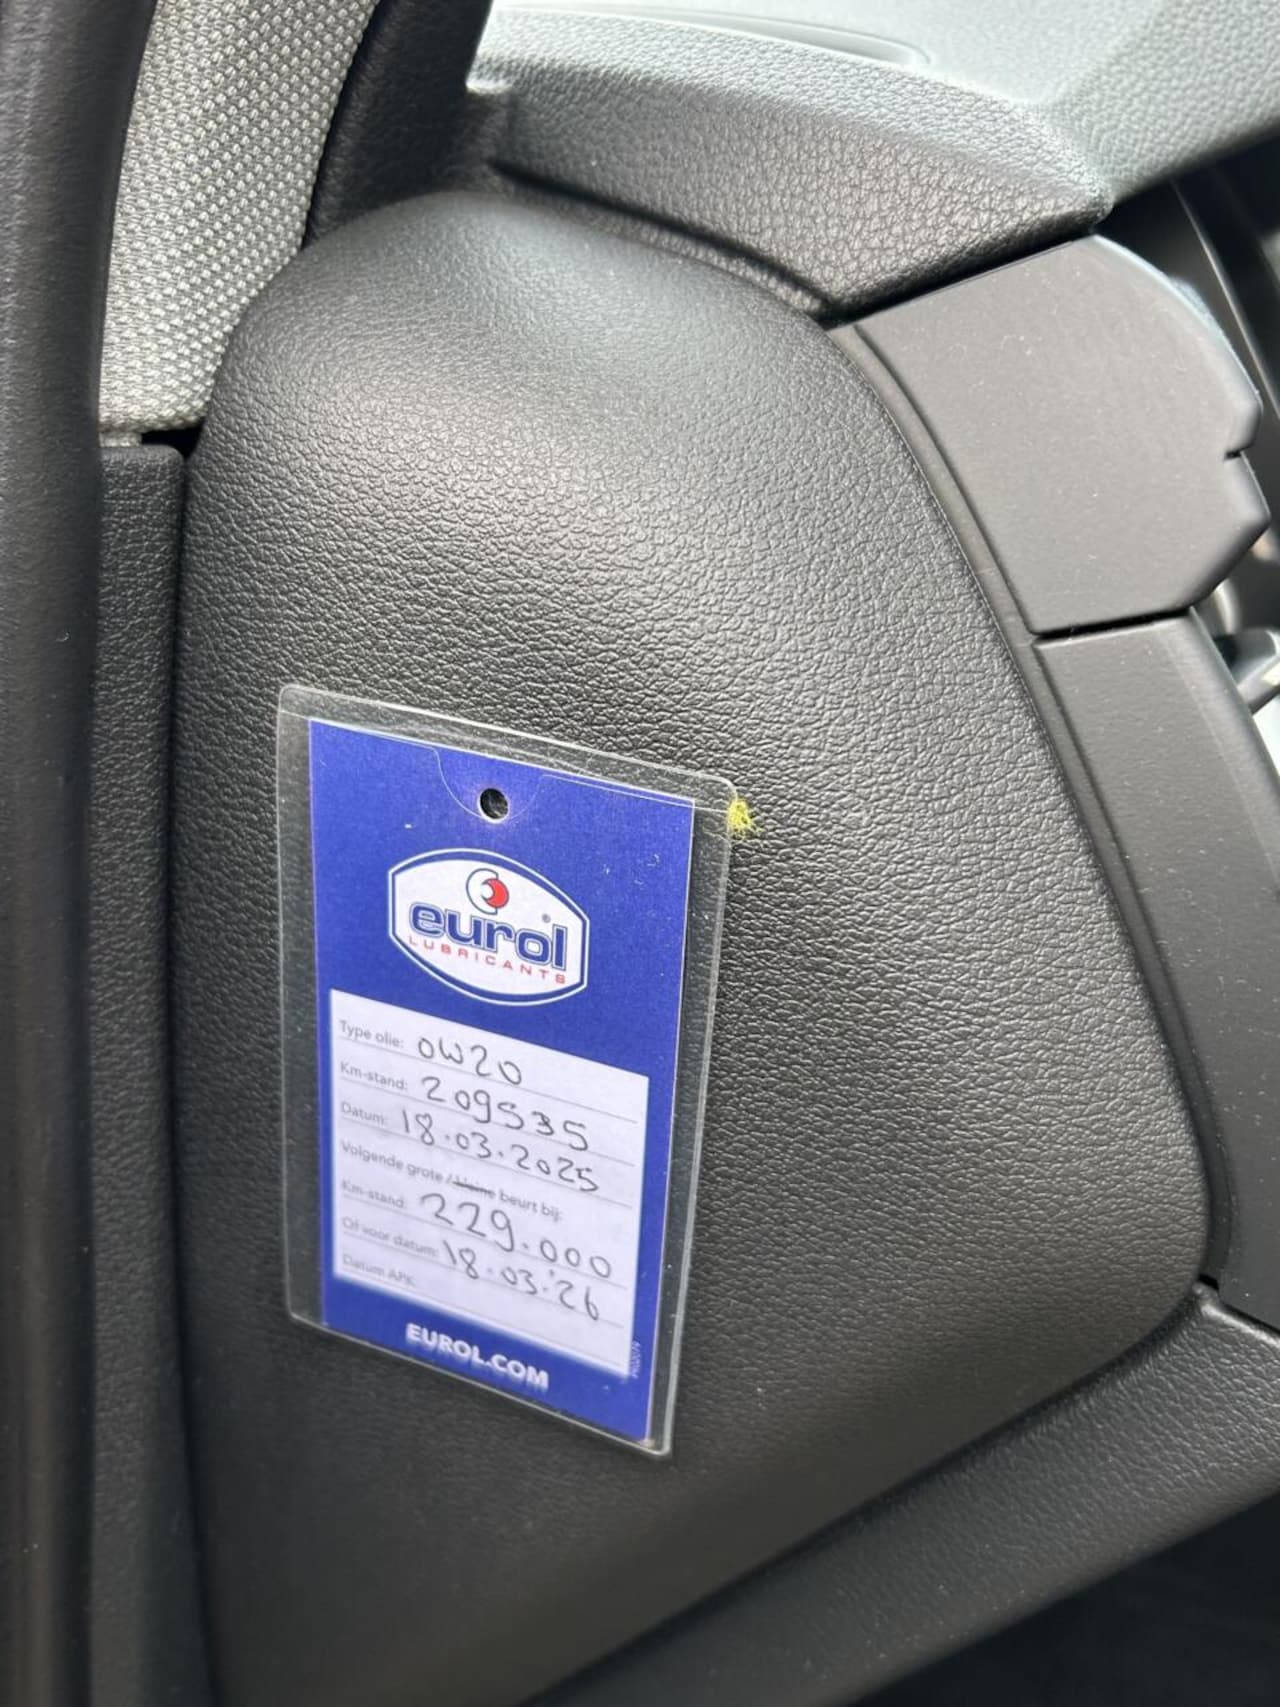 eurol®
LUBRICANTS
Type olie: 0W20
Km-stand: 209535
Datum: 18.03.2025
Volgende grote / kleine beurt bij:
Km-stand: 229.000
Of voor datum: 18.03.'26
Datum APK:
EUROL.COM